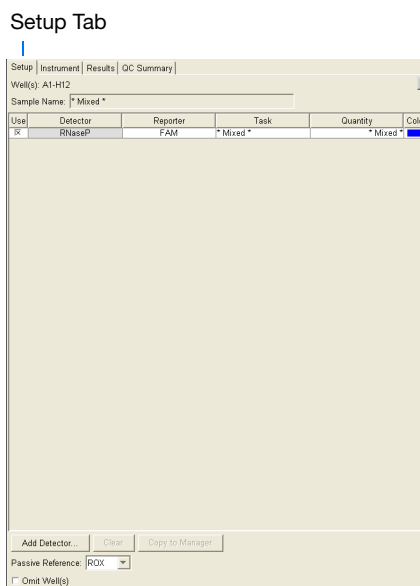 Setup Tab
Setup Instrument Results QC Summary
Well(s): A1-H12
Sample Name: * Mixed *
Use Detector Reporter Task Quantity
RNaseP FAM * Mixed * * Mixed *
Add Detector... Clear Copy to Manager
Passive Reference: ROX
Omit Well(s)